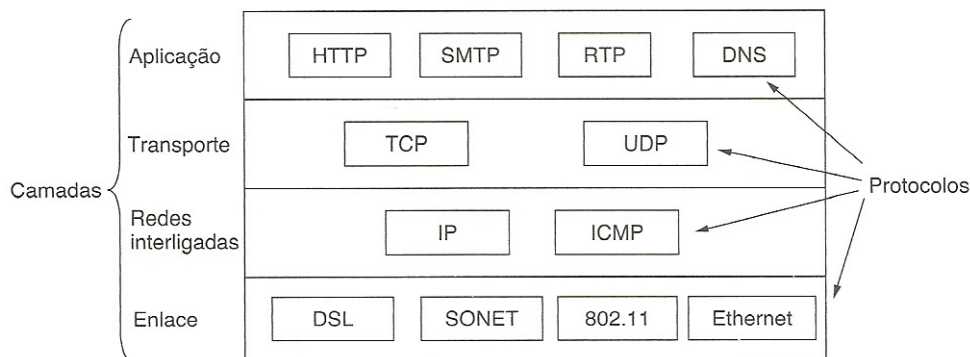 Aplicação
HTTP
SMTP
RTP
DNS
Transporte
TCP
UDP
Camadas
Protocolos
Redes
interligadas
IP
ICMP
Enlace
DSL
SONET
802.11
Ethernet